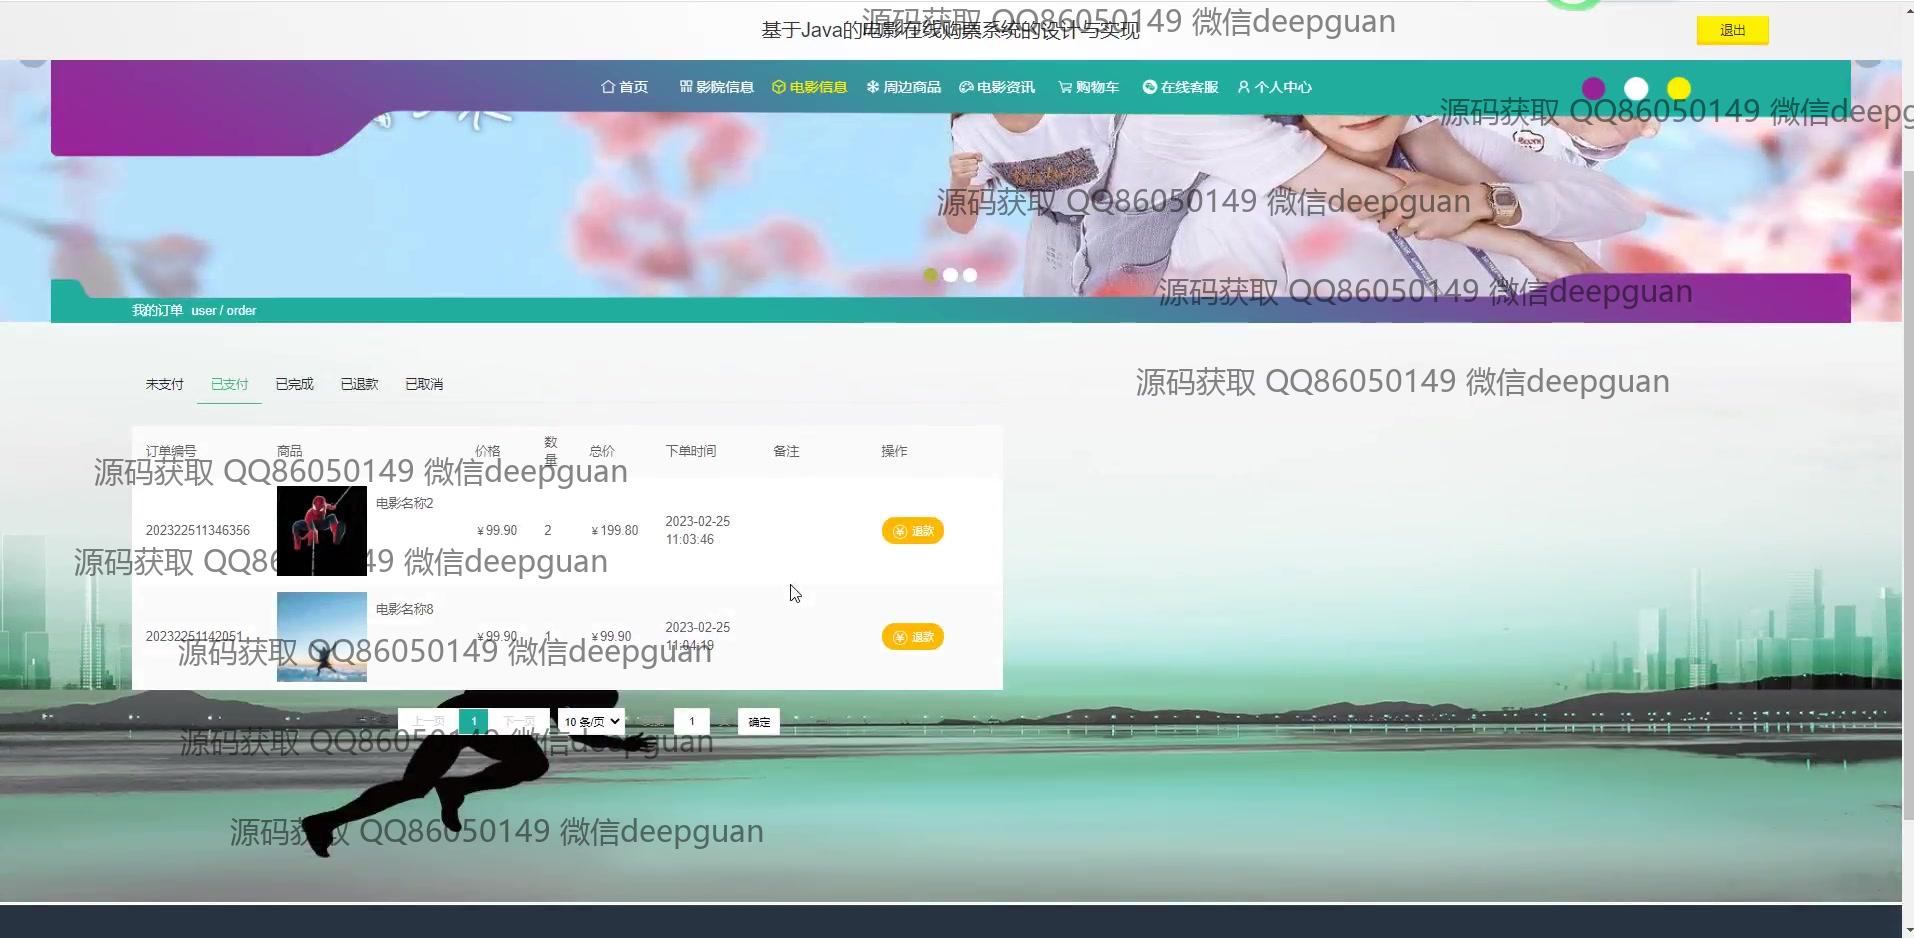 基于Java的电影在线购票系统的设计与实现
源码获取 QQ86050149 微信deepguan
退出
首页 影院信息 电影信息 周边商品 电影资讯 购物车 在线客服 个人中心
源码获取 QQ86050149 微信deepg
源码获取 QQ86050149 微信deepguan
源码获取 QQ86050149 微信deepguan
我的订单 user / order
未支付 已支付 已完成 已退款 已取消
源码获取 QQ86050149 微信deepguan
订单编号 商品 价格 数量 总价 下单时间 备注 操作
源码获取 QQ86050149 微信deepguan
电影名称2
202322511346356 ￥99.90 2 ￥199.80 2023-02-25 11:03:46 退款
源码获取 QQ86050149 微信deepguan
电影名称8
20232251142051 ￥99.90 1 ￥99.90 2023-02-25 11:04:19 退款
源码获取 QQ86050149 微信deepguan
上一页 1 下一页 10 条/页 1 确定
源码获取 QQ86050149 微信deepguan
源码获取 QQ86050149 微信deepguan